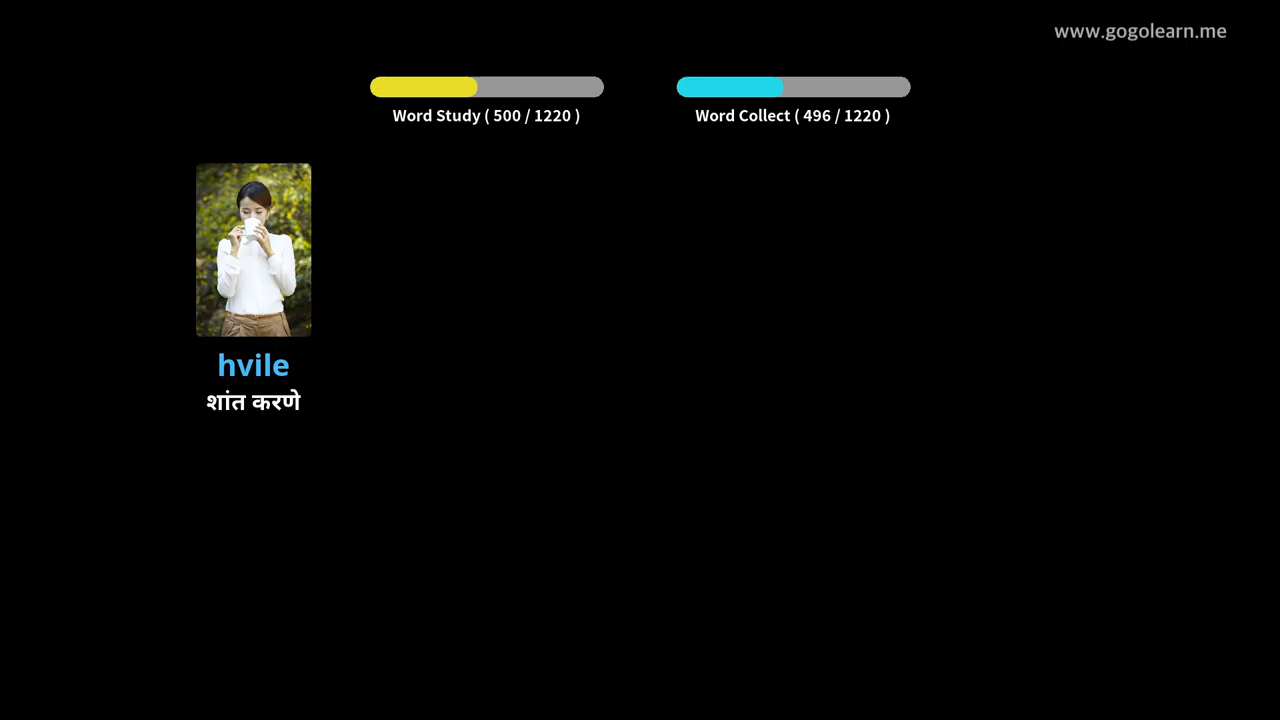 www.gogolearn.me
Word Study ( 500 / 1220 )
Word Collect ( 496 / 1220 )
hvile
शांत करणे